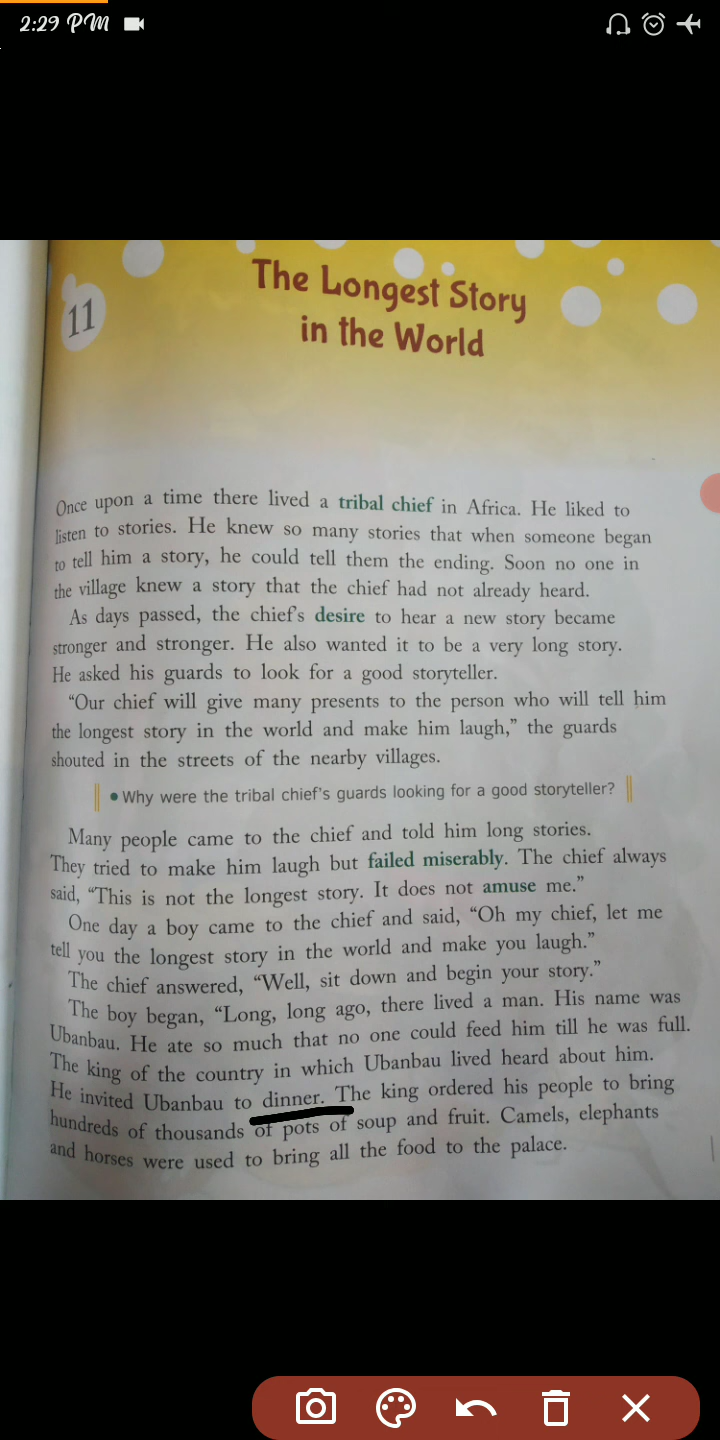 2:29 PM
11
The Longest Story
in the World
Once upon a time there lived a tribal chief in Africa. He liked to
listen to stories. He knew so many stories that when someone began
to tell him a story, he could tell them the ending. Soon no one in
the village knew a story that the chief had not already heard.
As days passed, the chief's desire to hear a new story became
stronger and stronger. He also wanted it to be a very long story.
He asked his guards to look for a good storyteller.
“Our chief will give many presents to the person who will tell him
the longest story in the world and make him laugh,” the guards
shouted in the streets of the nearby villages.
• Why were the tribal chief's guards looking for a good storyteller?
Many people came to the chief and told him long stories.
They tried to make him laugh but failed miserably. The chief always
said, “This is not the longest story. It does not amuse me.”
One day a boy came to the chief and said, “Oh my chief, let me
tell you the longest story in the world and make you laugh.”
The chief answered, “Well, sit down and begin your story.”
The boy began, “Long, long ago, there lived a man. His name was
Ubanbau. He ate so much that no one could feed him till he was full.
The king of the country in which Ubanbau lived heard about him.
He invited Ubanbau to dinner. The king ordered his people to bring
hundreds of thousands of pots of soup and fruit. Camels, elephants
and horses were used to bring all the food to the palace.